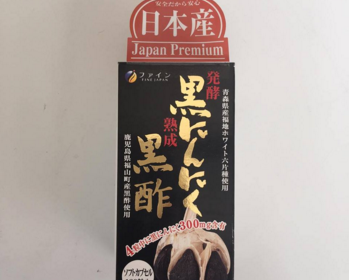 安全だから安心
日本産
Japan Premium
ファイン
FINE JAPAN
発酵
黒にんにく
熟成
黒酢
青森県産福地ホワイト六片種使用
鹿児島県福山町産黒酢使用
4粒中に黒にんにく300mg含有
ソフトカプセル